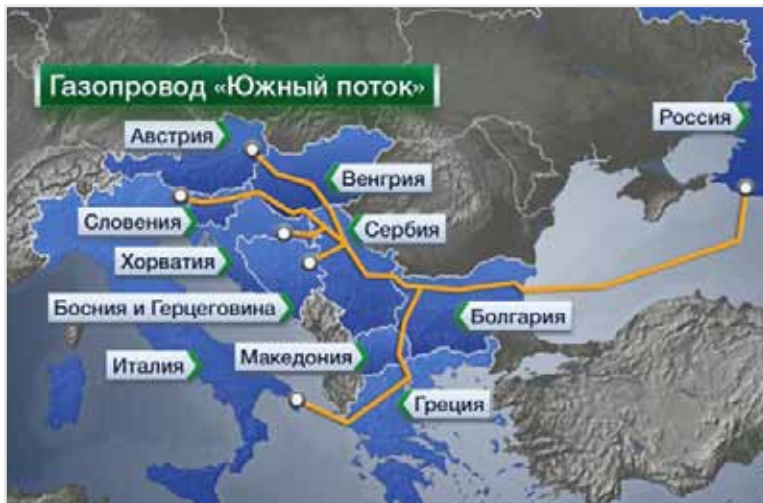 Газопровод «Южный поток»
Австрия
Россия
Венгрия
Словения
Сербия
Хорватия
Босния и Герцеговина
Болгария
Италия
Македония
Греция